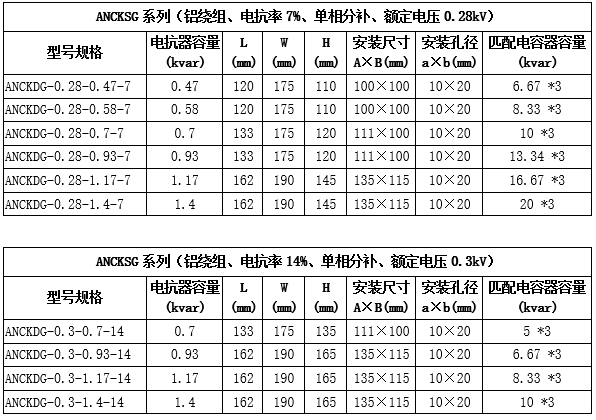 ANCKSG 系列（铝绕组、电抗率 7%、单相分补、额定电压 0.28kV）
型号规格 电抗器容量(kvar) L(mm) W(mm) H(mm) 安装尺寸A×B(mm) 安装孔径a×b(mm) 匹配电容器容量(kvar)
ANCKDG-0.28-0.47-7 0.47 120 175 110 100×100 10×20 6.67 *3
ANCKDG-0.28-0.58-7 0.58 120 175 110 100×100 10×20 8.33 *3
ANCKDG-0.28-0.7-7 0.7 133 175 120 111×100 10×20 10 *3
ANCKDG-0.28-0.93-7 0.93 133 175 120 111×100 10×20 13.34 *3
ANCKDG-0.28-1.17-7 1.17 162 190 145 135×115 10×20 16.67 *3
ANCKDG-0.28-1.4-7 1.4 162 190 145 135×115 10×20 20 *3
ANCKSG 系列（铝绕组、电抗率 14%、单相分补、额定电压 0.3kV）
型号规格 电抗器容量(kvar) L(mm) W(mm) H(mm) 安装尺寸A×B(mm) 安装孔径a×b(mm) 匹配电容器容量(kvar)
ANCKDG-0.3-0.7-14 0.7 133 175 135 111×100 10×20 5 *3
ANCKDG-0.3-0.93-14 0.93 162 190 165 135×115 10×20 6.67 *3
ANCKDG-0.3-1.17-14 1.17 162 190 165 135×115 10×20 8.33 *3
ANCKDG-0.3-1.4-14 1.4 162 190 165 135×115 10×20 10 *3